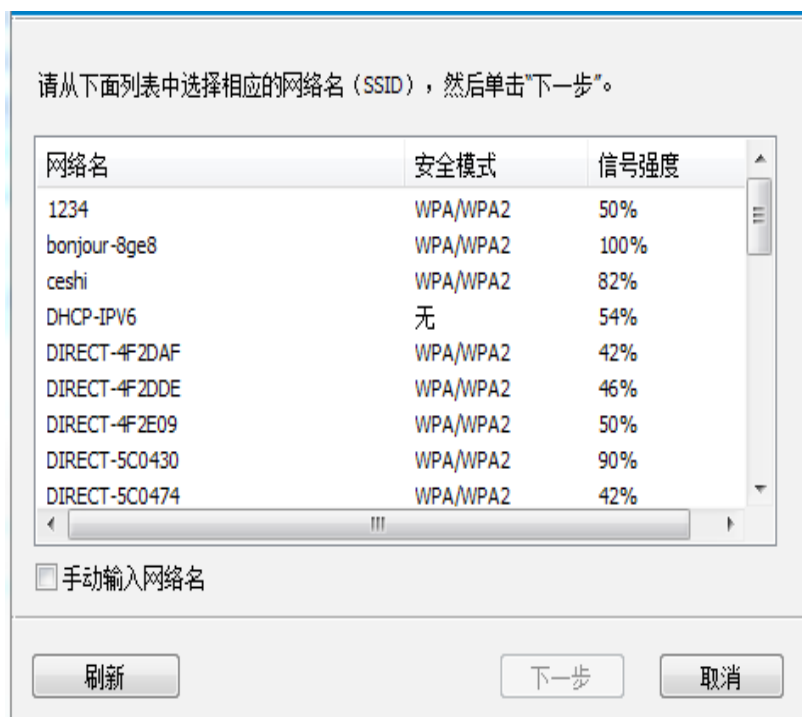 请从下面列表中选择相应的网络名（SSID），然后单击“下一步”。
网络名 安全模式 信号强度
1234 WPA/WPA2 50%
bonjour-8ge8 WPA/WPA2 100%
ceshi WPA/WPA2 82%
DHCP-IPV6 无 54%
DIRECT-4F2DAF WPA/WPA2 42%
DIRECT-4F2DDE WPA/WPA2 46%
DIRECT-4F2E09 WPA/WPA2 50%
DIRECT-5C0430 WPA/WPA2 90%
DIRECT-5C0474 WPA/WPA2 42%
手动输入网络名
刷新 下一步 取消